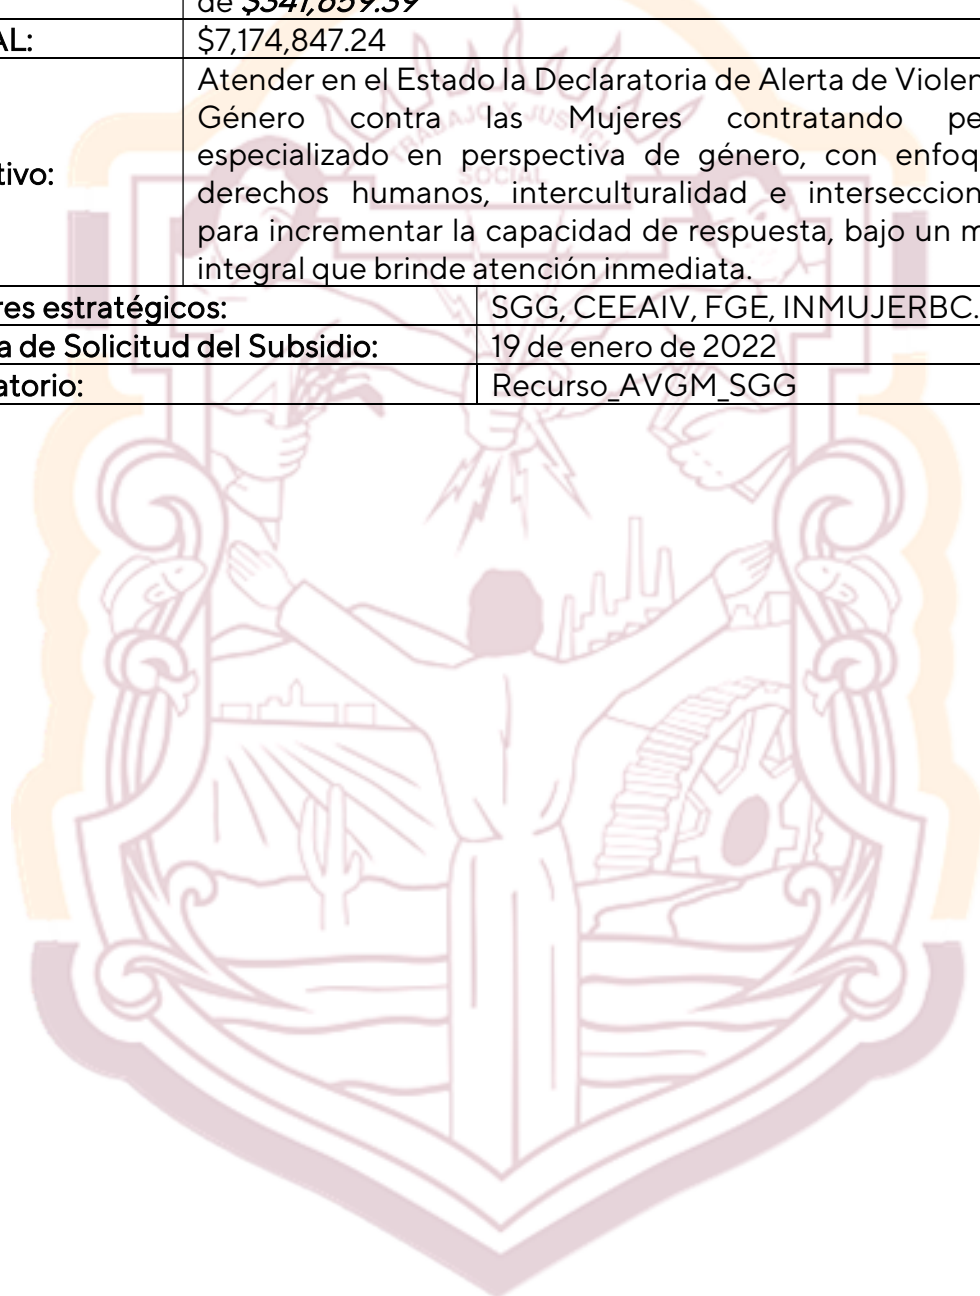 de $341,659.39
AL: $7,174,847.24
Atender en el Estado la Declaratoria de Alerta de Violen
Género contra las Mujeres contratando pe
especializado en perspectiva de género, con enfoq
tivo:
derechos humanos, interculturalidad e interseccion
para incrementar la capacidad de respuesta, bajo un m
integral que brinde atención inmediata.
res estratégicos: SGG, CEEAIV, FGE, INMUJERBC.
a de Solicitud del Subsidio: 19 de enero de 2022
atorio: Recurso_AVGM_SGG
TRABAJO Y JUSTICIA
SOCIAL